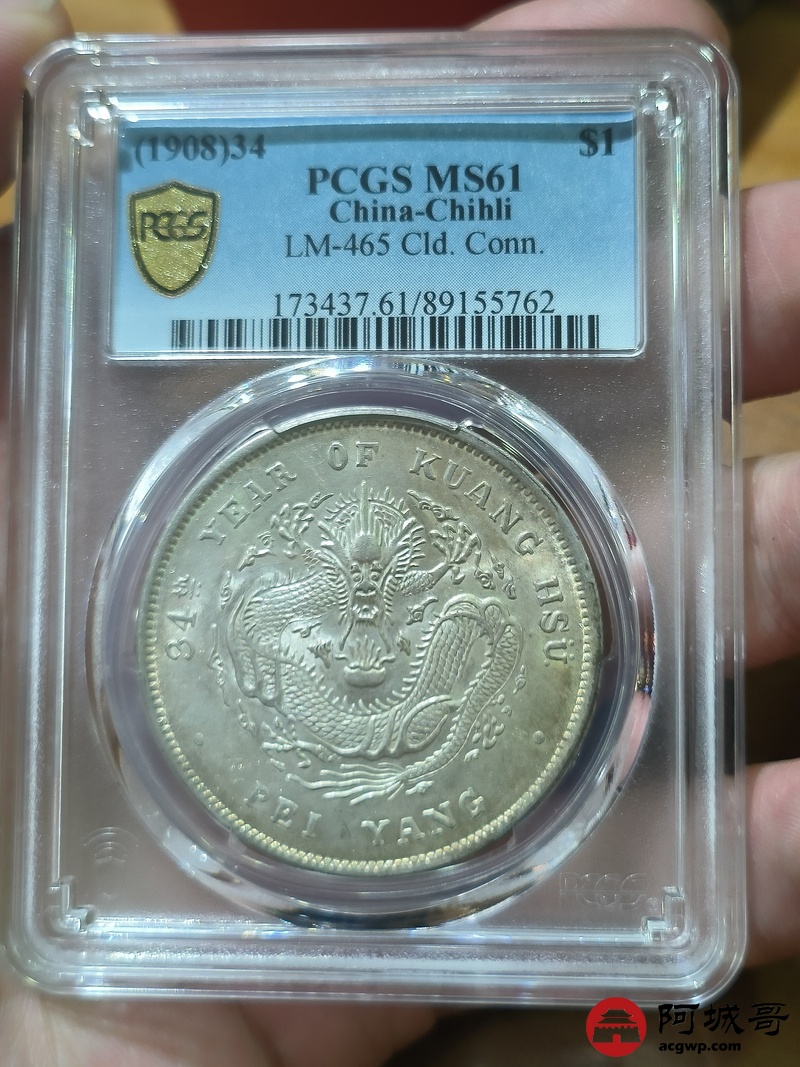 (1908)34 $1
PCGS MS61
China-Chihli
LM-465 Cld. Conn.
173437.61/89155762
PCGS
34TH YEAR OF KUANG HSÜ
PEI YANG
PCGS
阿城哥
acgwp.com